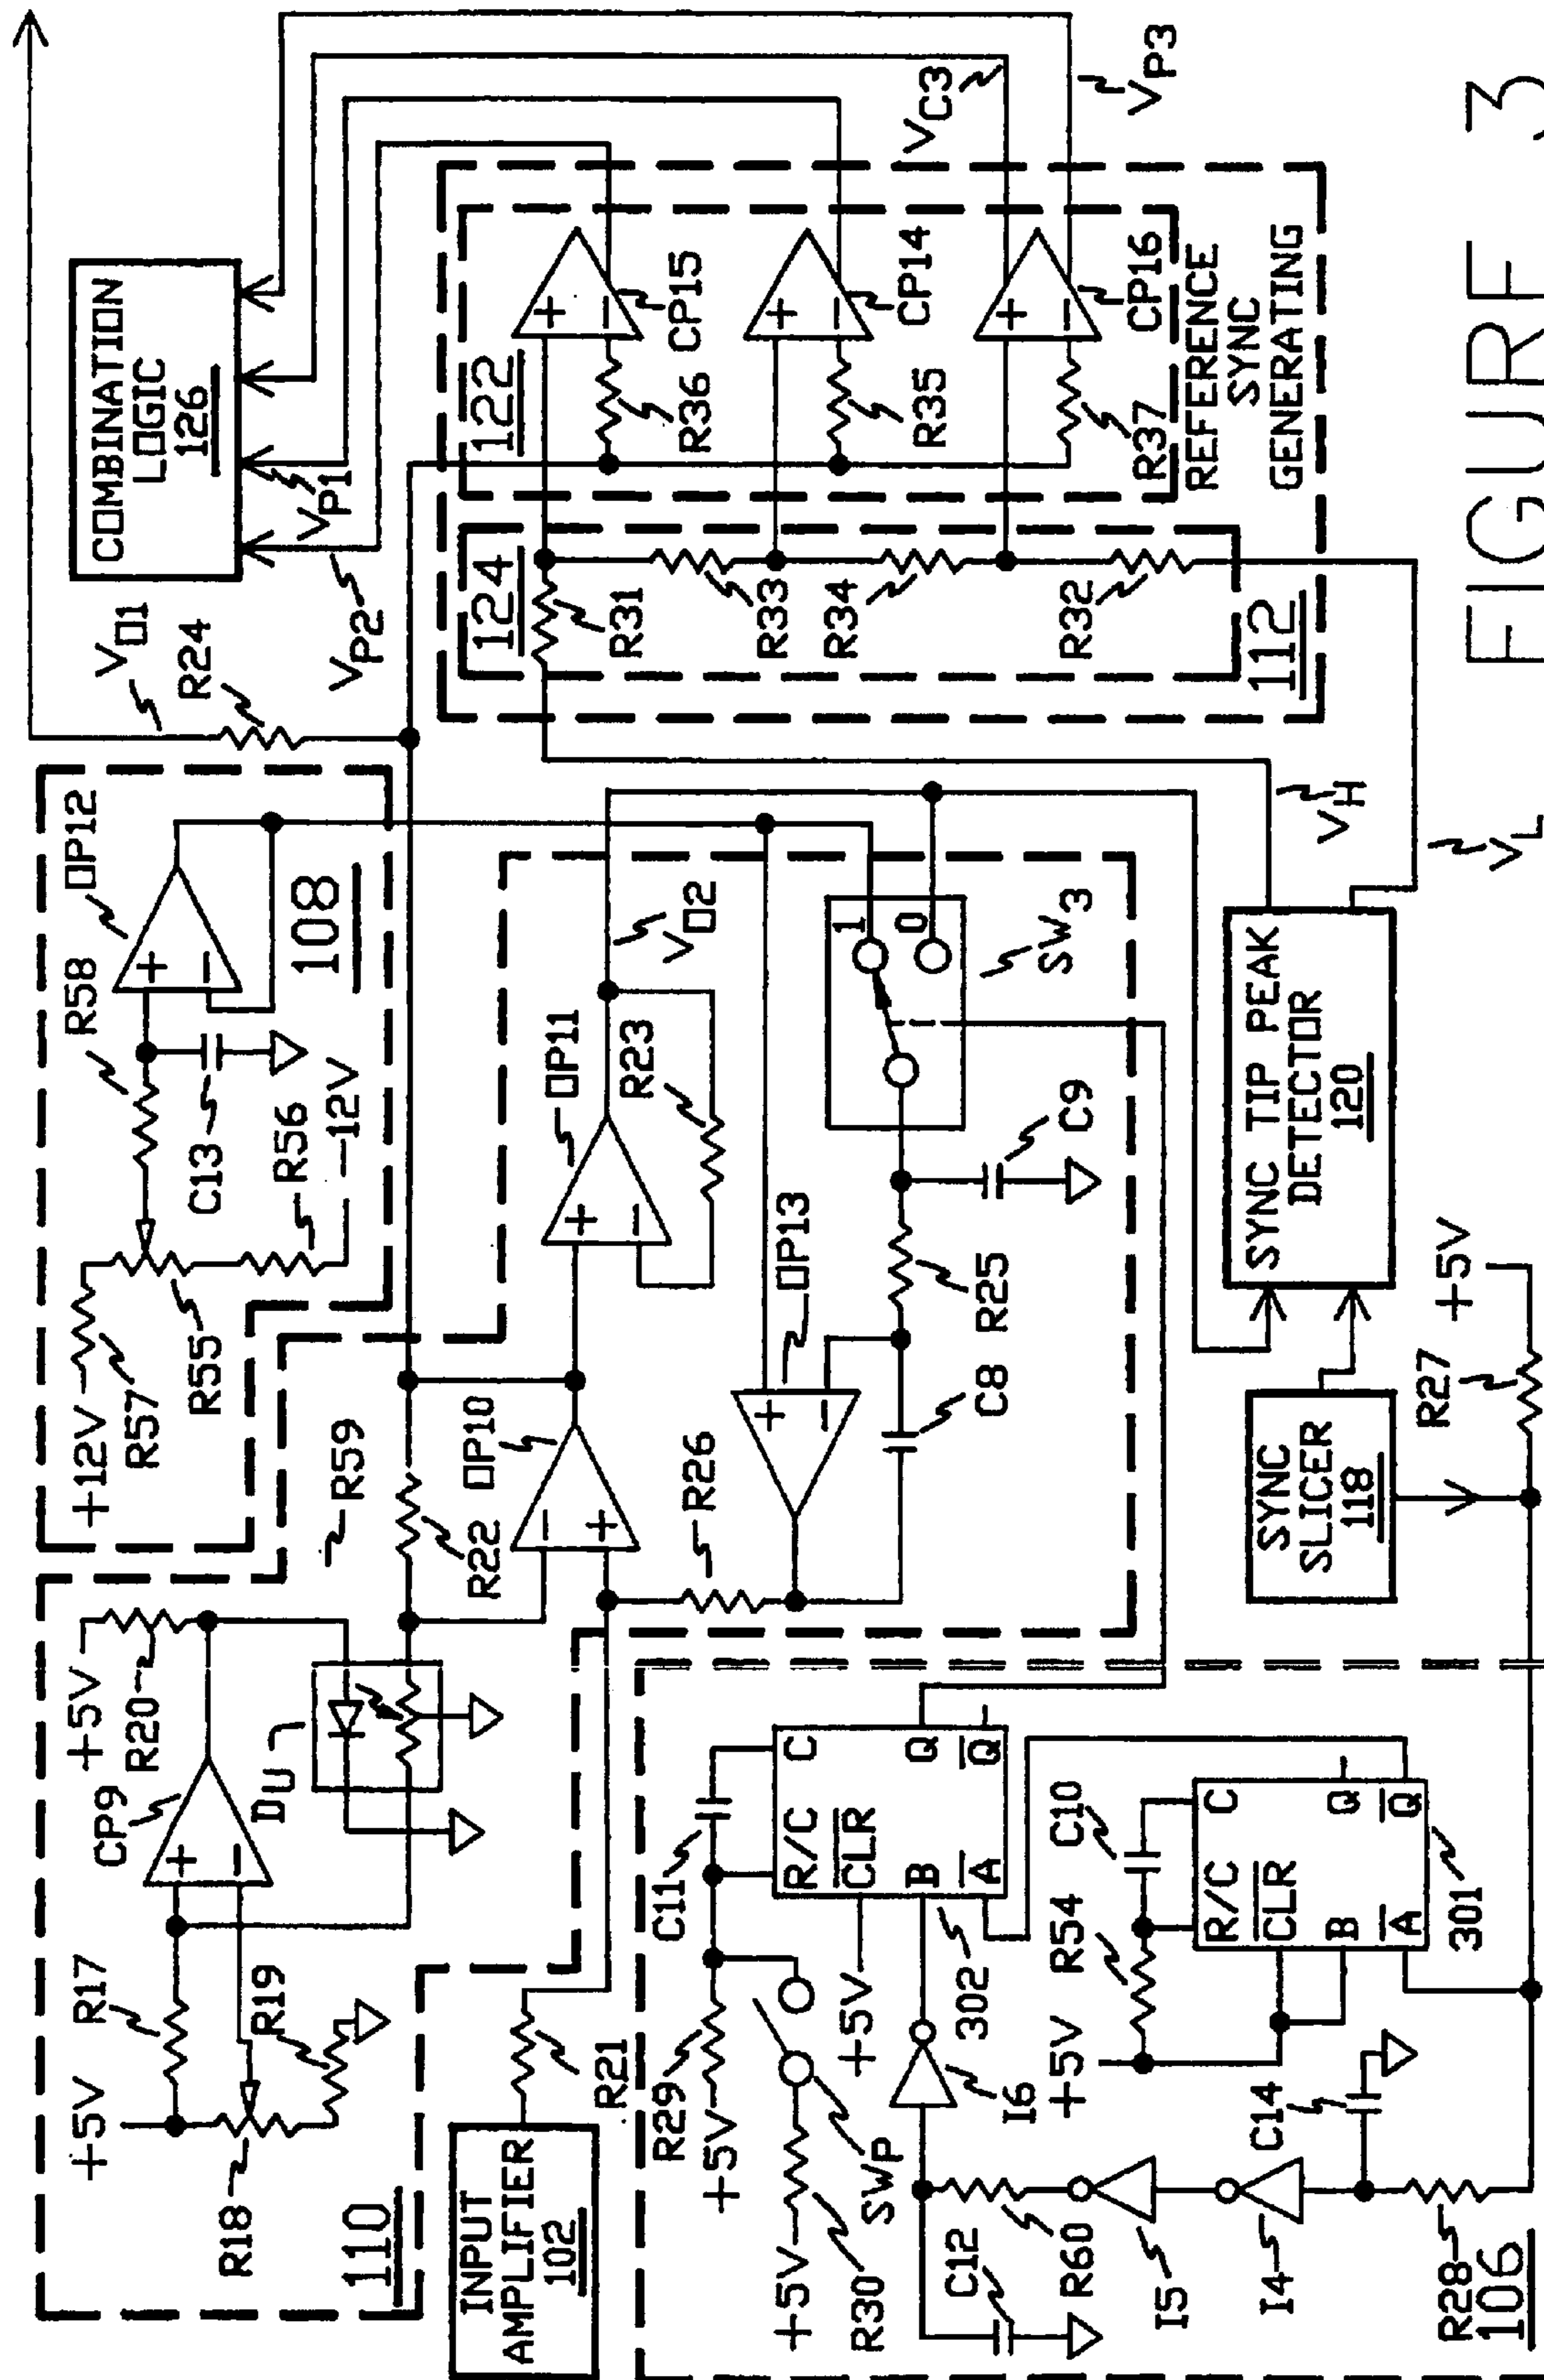 110
+5V
R17
CP9
+5V
R20
R18
R19
+
−
DU
R59
+12V
R57
R55
R58
OP12
+
−
C13
R56
−12V
108
VO1
R24
COMBINATION
LOGIC
126
VP1
VP2
INPUT
AMPLIFIER
102
R21
R22
OP10
−
+
R26
OP11
+
−
R23
VO2
OP13
+
−
C8
R25
C9
1
0
SW3
124
R31
R33
R34
R32
112
122
+
−
R36
CP15
+
−
R35
CP14
+
−
R37
CP16
REFERENCE
SYNC
GENERATING
VC3
VP3
+5V
R29
C11
R/C
C
CLR
Q
B
Q
A
+5V
R30
SWP
+5V
302
I6
C12
R60
I5
I4
R28
106
C14
+5V
R54
C10
R/C
C
CLR
B
Q
A
Q
301
SYNC
SLICER
118
R27
+5V
SYNC TIP PEAK
DETECTOR
120
VH
VL
FIGURE 3